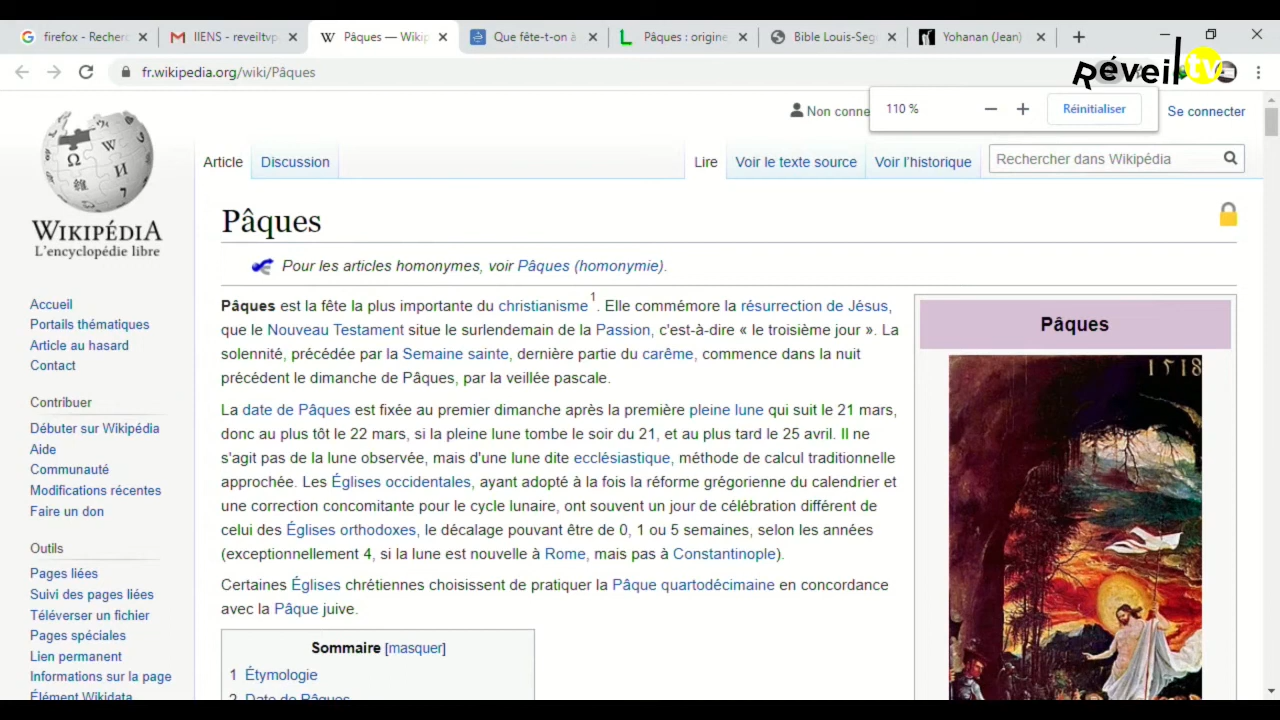 firefox - Recher
IIENS - reveiltvp
Pâques — Wikip
Que fête-t-on à
Pâques : origine
Bible Louis-Seg
Yohanan (Jean)
fr.wikipedia.org/wiki/Pâques
Réveil tv
110 %
Réinitialiser
Non conne
Se connecter
Article
Discussion
Lire
Voir le texte source
Voir l'historique
Rechercher dans Wikipédia
WIKIPÉDIA
L'encyclopédie libre
Pâques
Pour les articles homonymes, voir Pâques (homonymie).
Pâques est la fête la plus importante du christianisme 1. Elle commémore la résurrection de Jésus,
que le Nouveau Testament situe le surlendemain de la Passion, c'est-à-dire « le troisième jour ». La
solennité, précédée par la Semaine sainte, dernière partie du carême, commence dans la nuit
précédent le dimanche de Pâques, par la veillée pascale.
La date de Pâques est fixée au premier dimanche après la première pleine lune qui suit le 21 mars,
donc au plus tôt le 22 mars, si la pleine lune tombe le soir du 21, et au plus tard le 25 avril. Il ne
s'agit pas de la lune observée, mais d'une lune dite ecclésiastique, méthode de calcul traditionnelle
approchée. Les Églises occidentales, ayant adopté à la fois la réforme grégorienne du calendrier et
une correction concomitante pour le cycle lunaire, ont souvent un jour de célébration différent de
celui des Églises orthodoxes, le décalage pouvant être de 0, 1 ou 5 semaines, selon les années
(exceptionnellement 4, si la lune est nouvelle à Rome, mais pas à Constantinople).
Certaines Églises chrétiennes choisissent de pratiquer la Pâque quartodécimaine en concordance
avec la Pâque juive.
Sommaire [masquer]
1 Étymologie
2 Date de Pâques
Pâques
1518
Accueil
Portails thématiques
Article au hasard
Contact
Contribuer
Débuter sur Wikipédia
Aide
Communauté
Modifications récentes
Faire un don
Outils
Pages liées
Suivi des pages liées
Téléverser un fichier
Pages spéciales
Lien permanent
Informations sur la page
Élément Wikidata